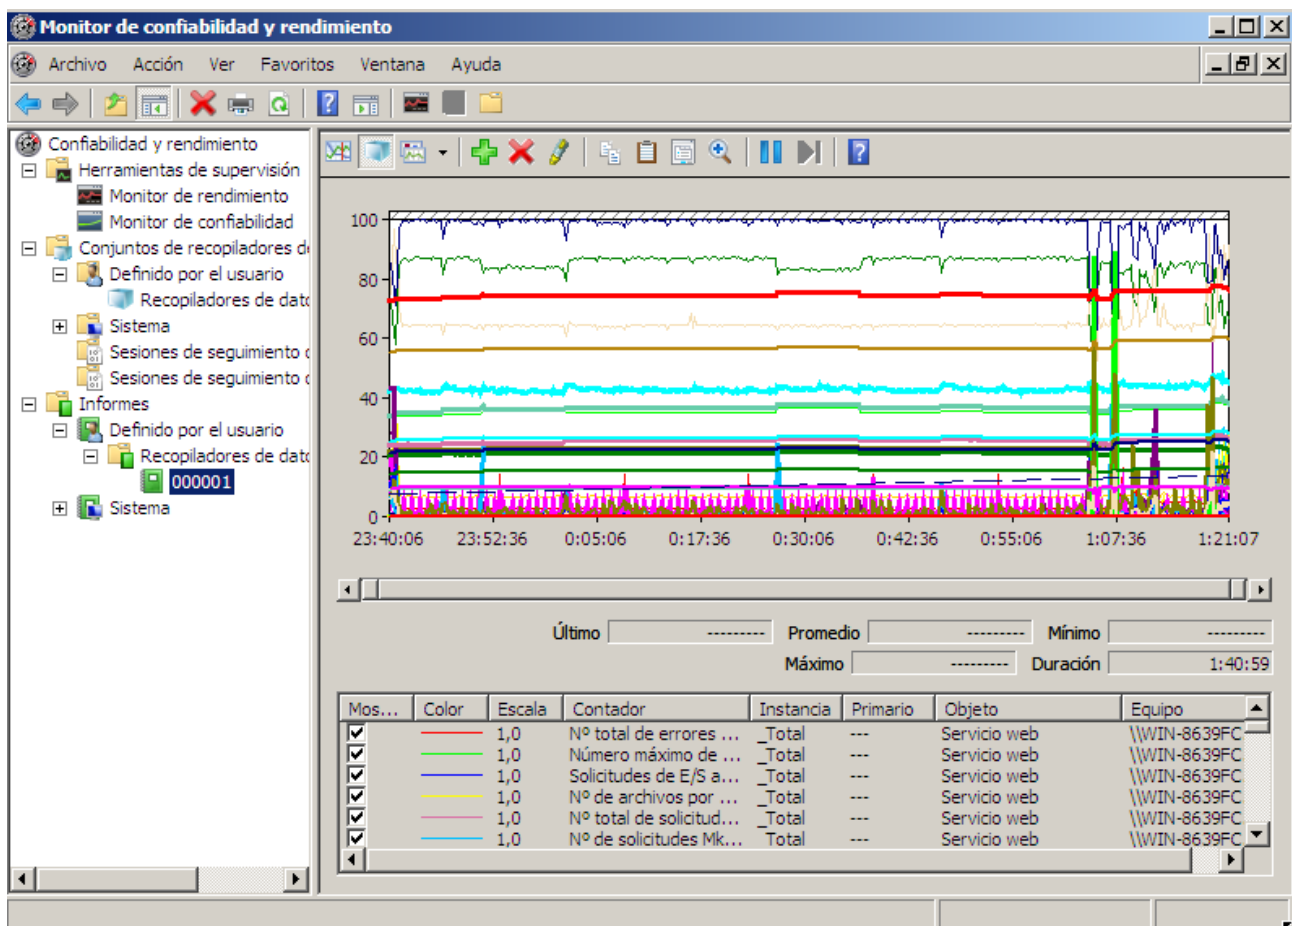 Monitor de confiabilidad y rendimiento
Archivo Acción Ver Favoritos Ventana Ayuda
Confiabilidad y rendimiento
Herramientas de supervisión
Monitor de rendimiento
Monitor de confiabilidad
Conjuntos de recopiladores de
Definido por el usuario
Recopiladores de dato
Sistema
Sesiones de seguimiento
Sesiones de seguimiento
Informes
Definido por el usuario
Recopiladores de dato
000001
Sistema
100
80
60
40
20
0
23:40:06 23:52:36 0:05:06 0:17:36 0:30:06 0:42:36 0:55:06 1:07:36 1:21:07
Último --------- Promedio --------- Mínimo ---------
Máximo --------- Duración 1:40:59
Mos... Color Escala Contador Instancia Primario Objeto Equipo
1,0 Nº total de errores ... _Total --- Servicio web \\WIN-8639FC
1,0 Número máximo de ... _Total --- Servicio web \\WIN-8639FC
1,0 Solicitudes de E/S a... _Total --- Servicio web \\WIN-8639FC
1,0 Nº de archivos por ... _Total --- Servicio web \\WIN-8639FC
1,0 Nº total de solicitud... _Total --- Servicio web \\WIN-8639FC
1,0 Nº de solicitudes Mk... _Total --- Servicio web \\WIN-8639FC